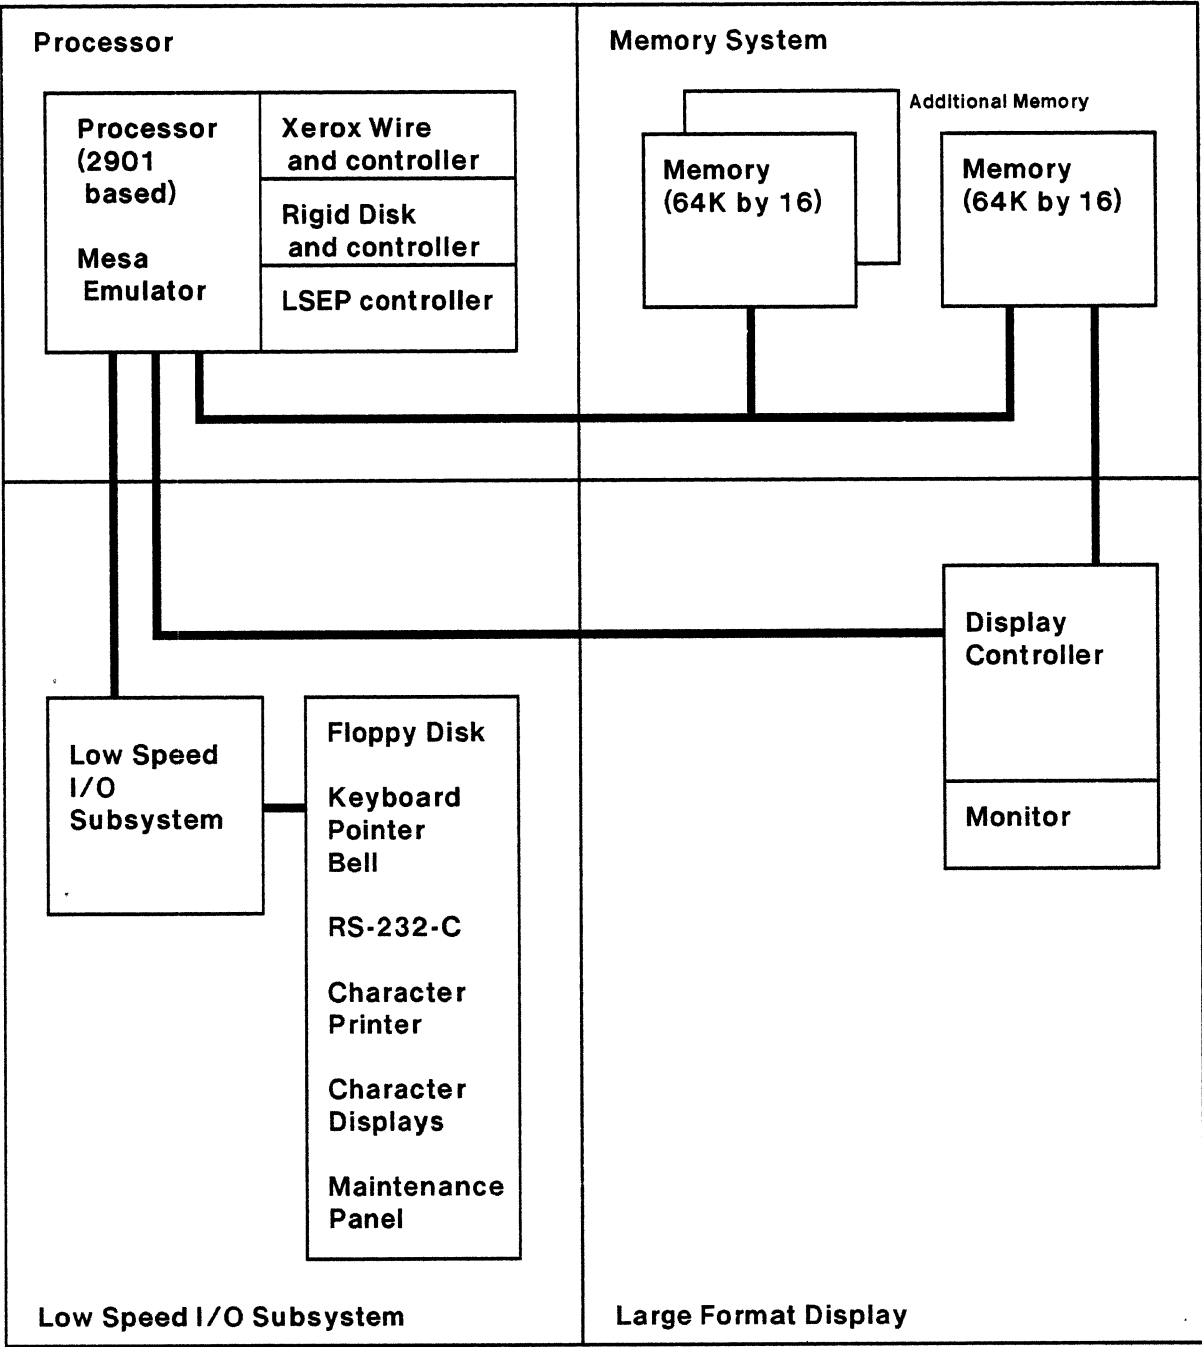 Processor
Processor
(2901
based)
Mesa
Emulator
Xerox Wire
and controller
Rigid Disk
and controller
LSEP controller
Memory System
Additional Memory
Memory
(64K by 16)
Memory
(64K by 16)
Low Speed
I/O
Subsystem
Floppy Disk
Keyboard
Pointer
Bell
RS-232-C
Character
Printer
Character
Displays
Maintenance
Panel
Low Speed I/O Subsystem
Display
Controller
Monitor
Large Format Display